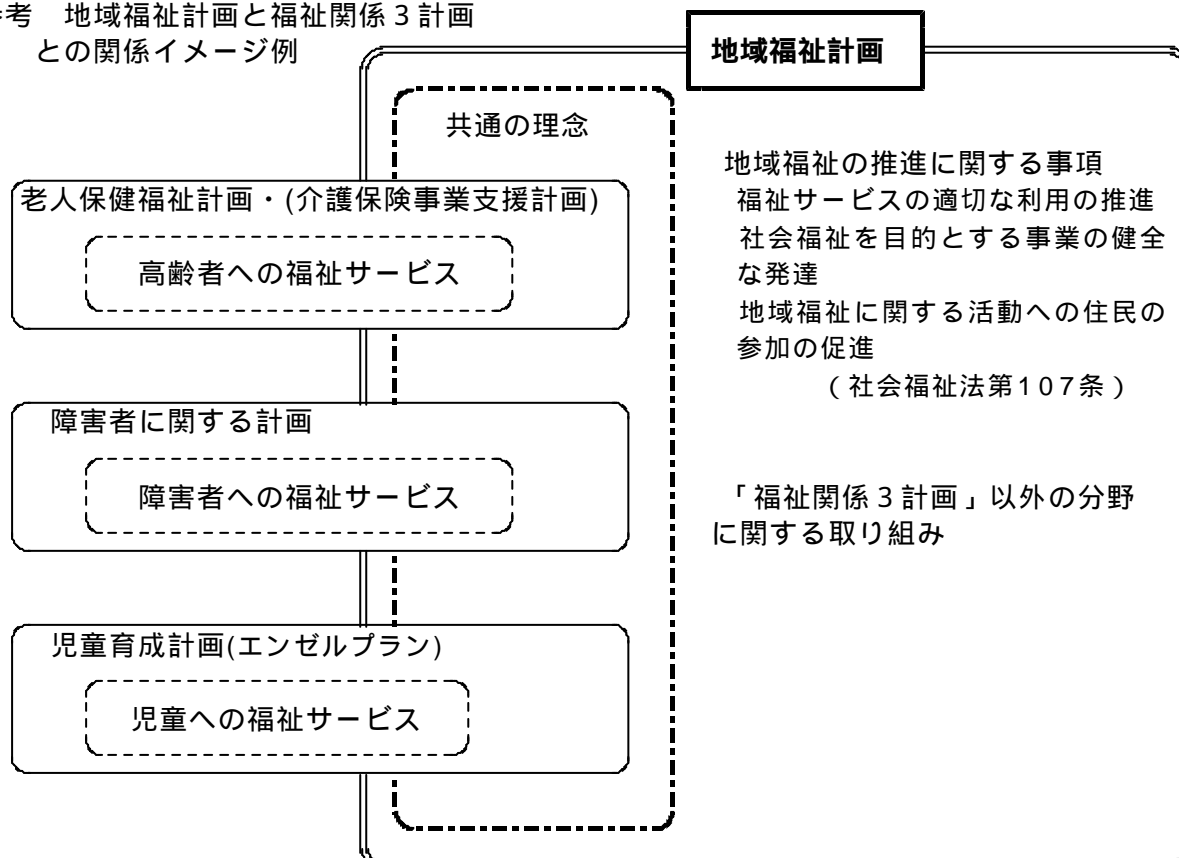 考 地域福祉計画と福祉関係3計画
との関係イメージ例
地域福祉計画
共通の理念
老人保健福祉計画・(介護保険事業支援計画)
高齢者への福祉サービス
障害者に関する計画
障害者への福祉サービス
児童育成計画(エンゼルプラン)
児童への福祉サービス
地域福祉の推進に関する事項
福祉サービスの適切な利用の推進
社会福祉を目的とする事業の健全
な発達
地域福祉に関する活動への住民の
参加の促進
(社会福祉法第107条)
「福祉関係3計画」以外の分野
に関する取り組み